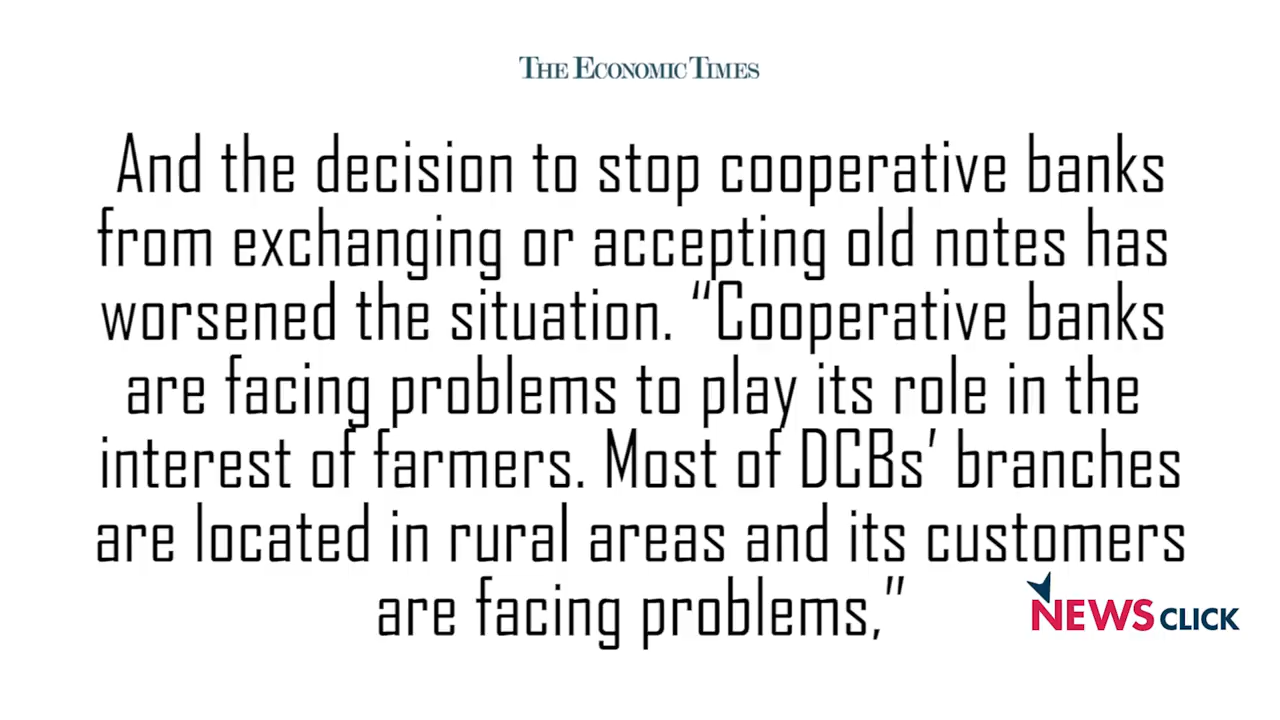 THE ECONOMIC TIMES
And the decision to stop cooperative banks
from exchanging or accepting old notes has
worsened the situation. “Cooperative banks
are facing problems to play its role in the
interest of farmers. Most of DCBs’ branches
are located in rural areas and its customers
are facing problems,”
NEWSCLICK